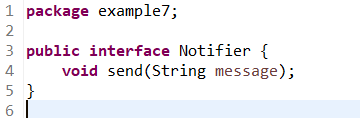 1 package example7;
2
3 public interface Notifier {
4     void send(String message);
5 }
6